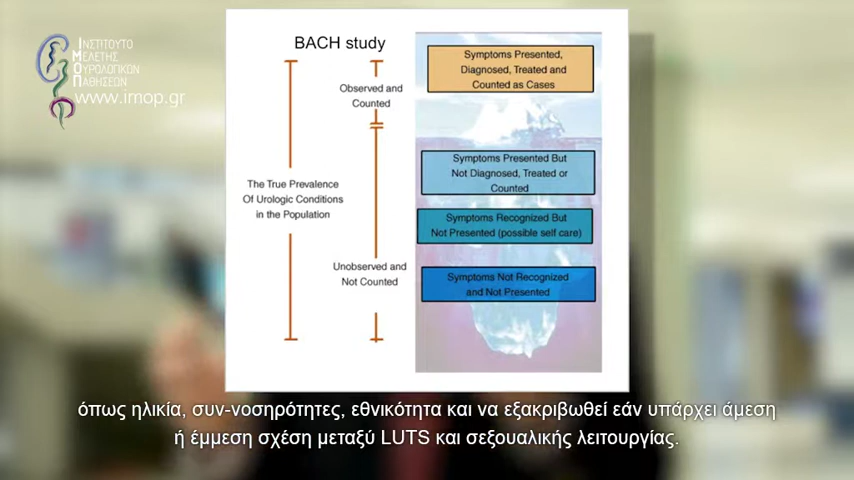 ΙΝΣΤΙΤΟΥΤΟ
ΜΕΛΕΤΗΣ
ΟΥΡΟΛΟΓΙΚΩΝ
ΠΑΘΗΣΕΩΝ
www.imop.gr
BACH study
Observed and
Counted
The True Prevalence
Of Urologic Conditions
in the Population
Unobserved and
Not Counted
Symptoms Presented,
Diagnosed, Treated and
Counted as Cases
Symptoms Presented But
Not Diagnosed, Treated or
Counted
Symptoms Recognized But
Not Presented (possible self care)
Symptoms Not Recognized
and Not Presented
όπως ηλικία, συν-νοσηρότητες, εθνικότητα και να εξακριβωθεί εάν υπάρχει άμεση
ή έμμεση σχέση μεταξύ LUTS και σεξουαλικής λειτουργίας.